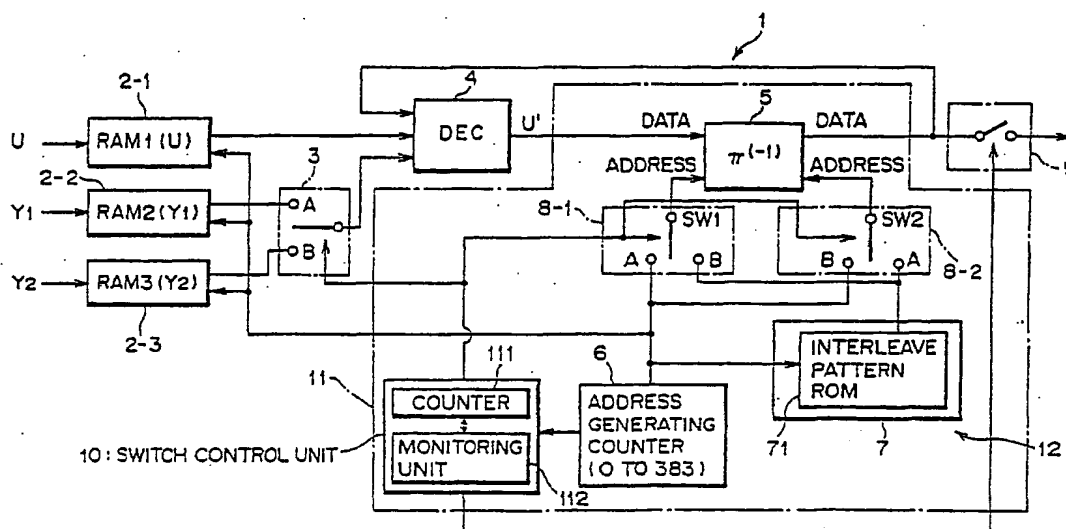 1
2-1
4
5
U
RAM1 (U)
DEC
U'
DATA
π(-1)
DATA
2-2
3
ADDRESS
ADDRESS
Y1
RAM2 (Y1)
A
8-1
SW1
SW2
B
A
B
B
A
8-2
Y2
RAM3 (Y2)
2-3
11
111
COUNTER
6
ADDRESS
GENERATING
COUNTER
(0 TO 383)
INTERLEAVE
PATTERN
ROM
71
7
12
10 : SWITCH CONTROL UNIT
MONITORING
UNIT
112